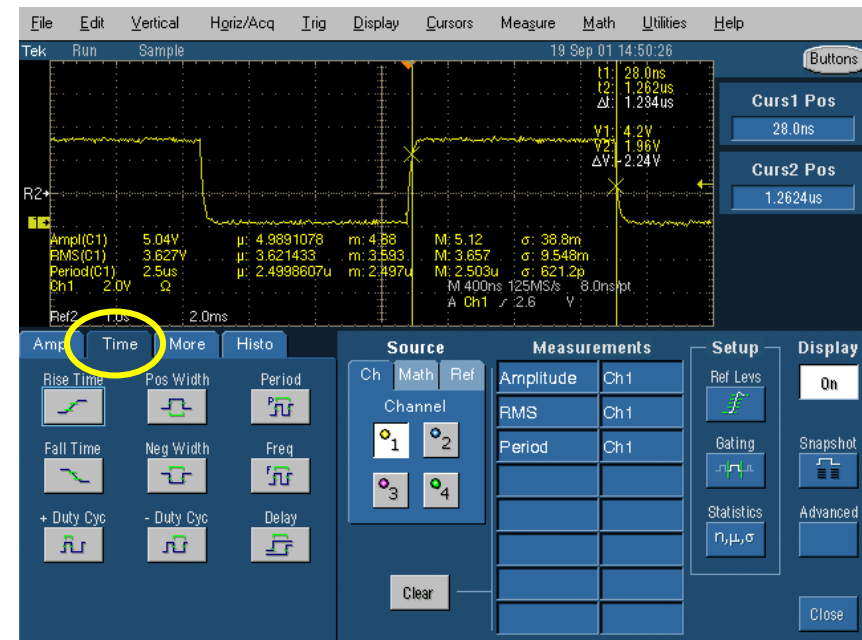 File Edit Vertical Horiz/Acq Trig Display Cursors Measure Math Utilities Help
Tek Run Sample 19 Sep 01 14:50:26
Buttons
t1: 28.0ns
t2: 1.262us
Δt: 1.234us
V1: 4.2V
V2: 1.96V
ΔV: -2.24V
Curs1 Pos
28.0ns
Curs2 Pos
1.2624us
R2
1
Ampl(C1) 5.04V µ: 4.9891078 m: 4.88 M: 5.12 σ: 38.8m
RMS(C1) 3.627V µ: 3.621433 m: 3.593 M: 3.657 σ: 9.548m
Period(C1) 2.5us µ: 2.4998607u m: 2.497u M: 2.503u σ: 621.2p
Ch1 2.0V Ω M 400ns 125MS/s 8.0ns/pt
A Ch1 2.6 V
Ref2 2.0ms
Time More Histo
Rise Time Pos Width Period
Fall Time Neg Width Freq
+ Duty Cyc - Duty Cyc Delay
Source
Ch Math Ref
Channel
1 2
3 4
Clear
Measurements
Amplitude Ch1
RMS Ch1
Period Ch1
Setup
Ref Levs
Gating
Statistics
n,µ,σ
Display
On
Snapshot
Advanced
Close